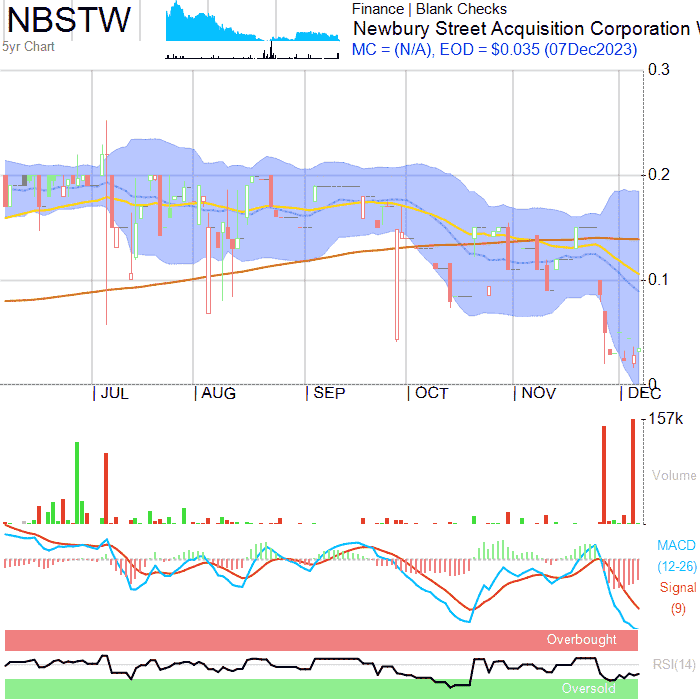 NBSTW
5yr Chart
Finance | Blank Checks
Newbury Street Acquisition Corporation
MC = (N/A), EOD = $0.035 (07Dec2023)
0.3
0.2
0.1
0
JUL
AUG
SEP
OCT
NOV
DEC
157k
Volume
MACD
(12-26)
Signal
(9)
Overbought
RSI(14)
Oversold